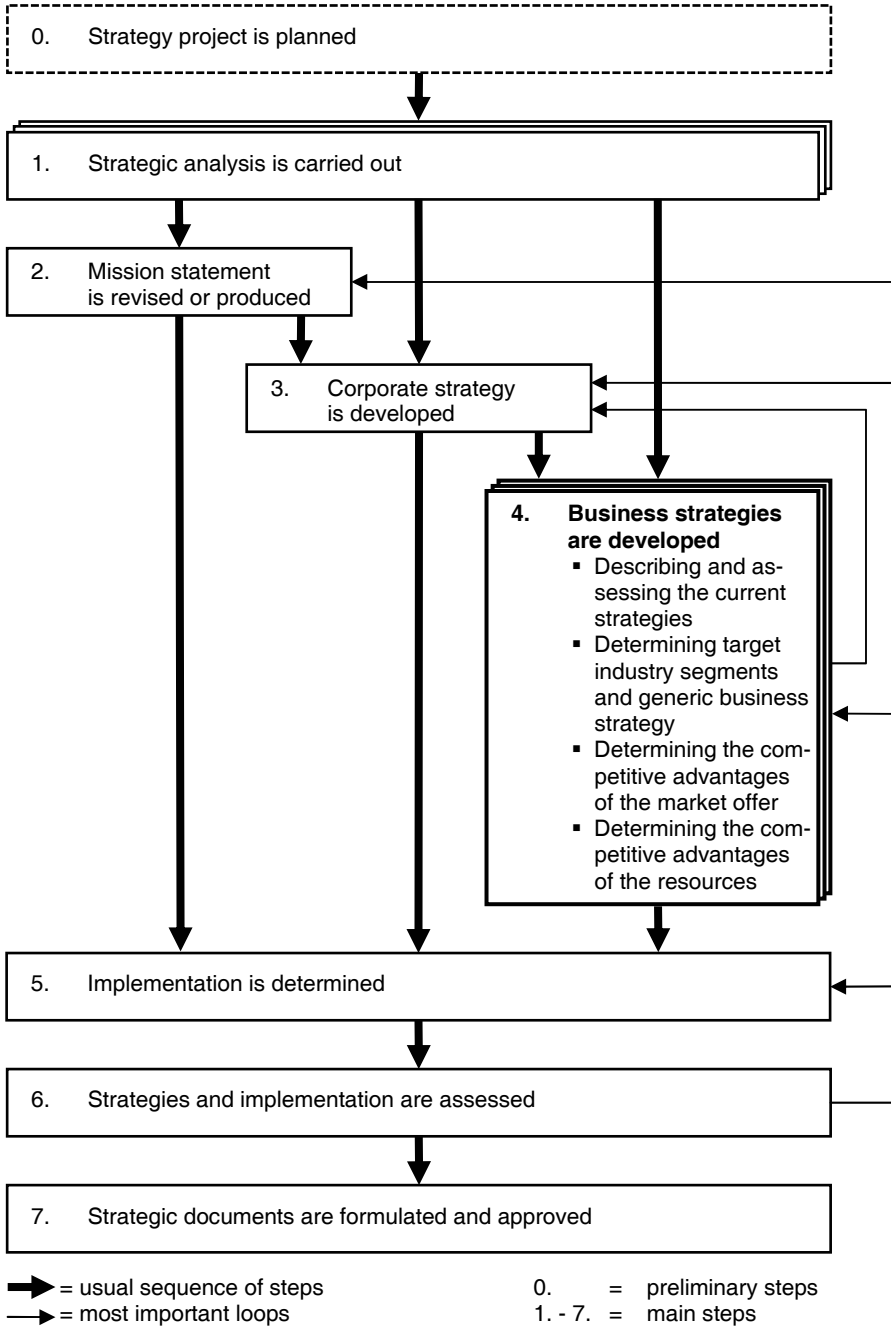 0. Strategy project is planned
1. Strategic analysis is carried out
2. Mission statement
is revised or produced
3. Corporate strategy
is developed
4. Business strategies
are developed
▪ Describing and as-
sessing the current
strategies
▪ Determining target
industry segments
and generic business
strategy
▪ Determining the com-
petitive advantages
of the market offer
▪ Determining the com-
petitive advantages
of the resources
5. Implementation is determined
6. Strategies and implementation are assessed
7. Strategic documents are formulated and approved
= usual sequence of steps
= most important loops
0. = preliminary steps
1. - 7. = main steps